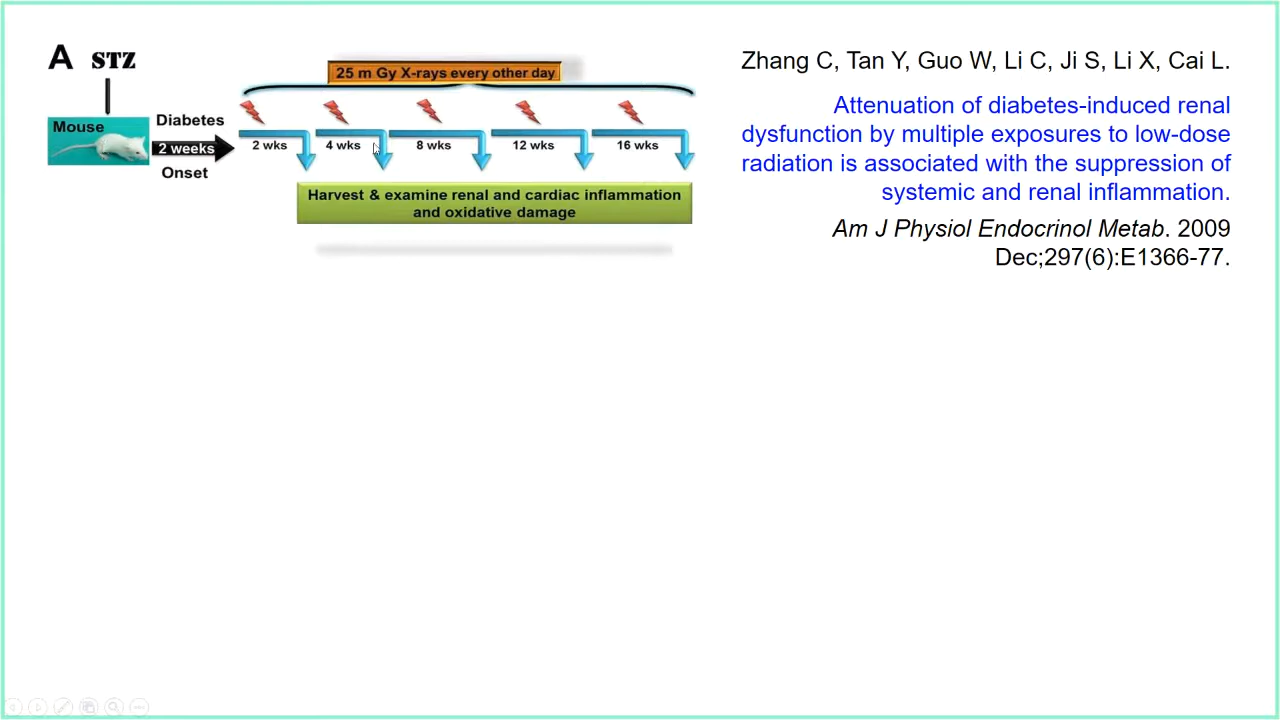 A STZ
25 m Gy X-rays every other day
Mouse
Diabetes
2 weeks
Onset
2 wks
4 wks
8 wks
12 wks
16 wks
Harvest & examine renal and cardiac inflammation
and oxidative damage
Zhang C, Tan Y, Guo W, Li C, Ji S, Li X, Cai L.
Attenuation of diabetes-induced renal
dysfunction by multiple exposures to low-dose
radiation is associated with the suppression of
systemic and renal inflammation.
Am J Physiol Endocrinol Metab. 2009
Dec;297(6):E1366-77.